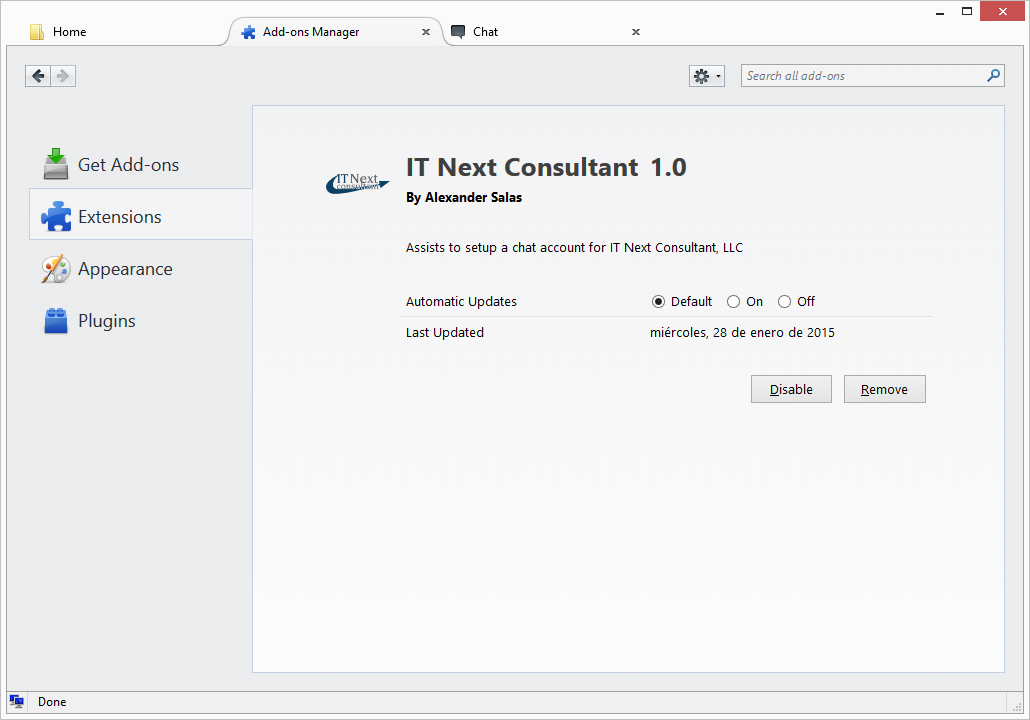 Home
Add-ons Manager
Chat
Search all add-ons
Get Add-ons
Extensions
Appearance
Plugins
IT Next
consultant
IT Next Consultant 1.0
By Alexander Salas
Assists to setup a chat account for IT Next Consultant, LLC
Automatic Updates Default On Off
Last Updated miércoles, 28 de enero de 2015
Disable Remove
Done